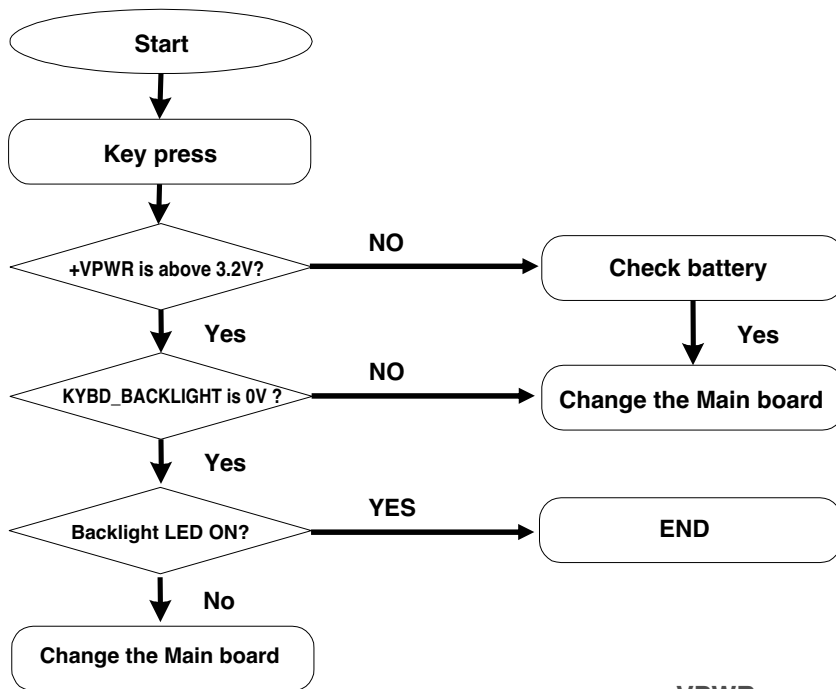 Start
Key press
+VPWR is above 3.2V?
NO
Check battery
Yes
Yes
KYBD_BACKLIGHT is 0V ?
NO
Change the Main board
Yes
Backlight LED ON?
YES
END
No
Change the Main board
VPWR